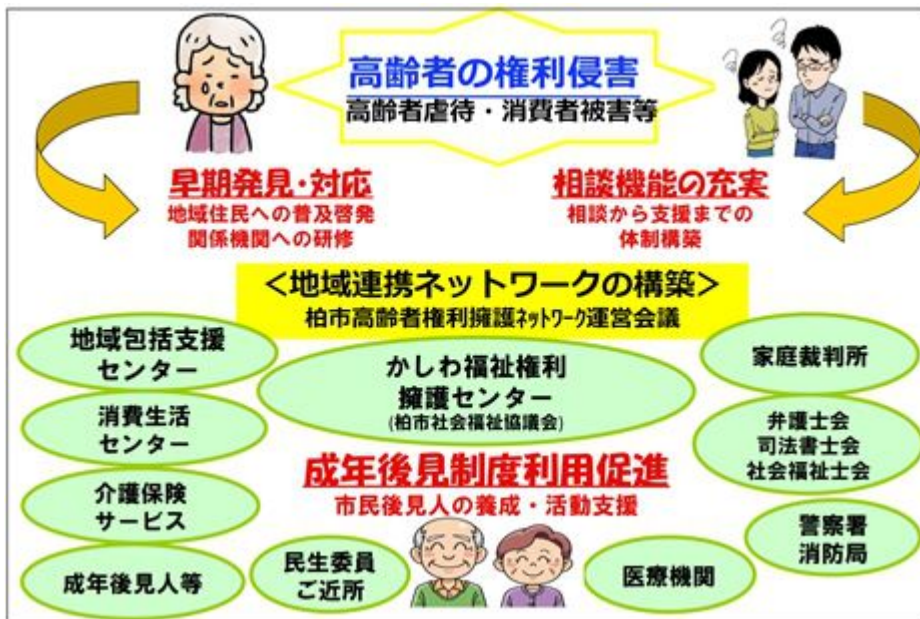 高齢者の権利侵害
高齢者虐待・消費者被害等
早期発見・対応
地域住民への普及啓発
関係機関への研修
相談機能の充実
相談から支援までの
体制構築
＜地域連携ネットワークの構築＞
柏市高齢者権利擁護ﾈｯﾄﾜｰｸ運営会議
地域包括支援
センター
かしわ福祉権利
擁護センター
(柏市社会福祉協議会)
家庭裁判所
消費生活
センター
弁護士会
司法書士会
社会福祉士会
成年後見制度利用促進
市民後見人の養成・活動支援
介護保険
サービス
警察署
消防局
成年後見人等
民生委員
ご近所
医療機関